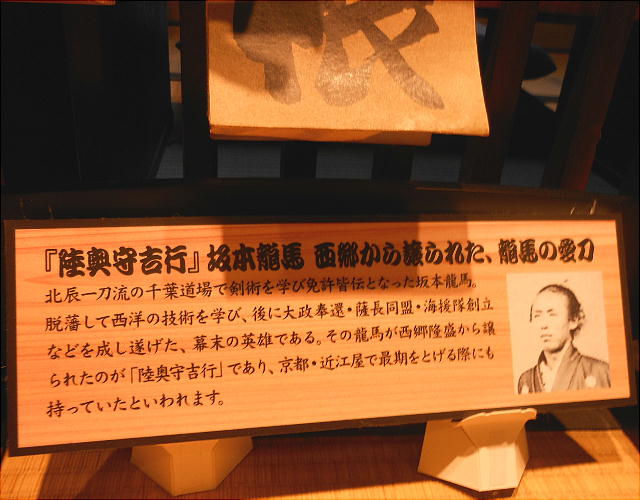 帳
『陸奥守吉行』坂本龍馬 西郷から譲られた、龍馬の愛刀
北辰一刀流の千葉道場で剣術を学び免許皆伝となった坂本龍馬。
脱藩して西洋の技術を学び、後に大政奉還・薩長同盟・海援隊創立
などを成し遂げた、幕末の英雄である。その龍馬が西郷隆盛から譲
られたのが「陸奥守吉行」であり、京都・近江屋で最期をとげる際にも
持っていたといわれます。